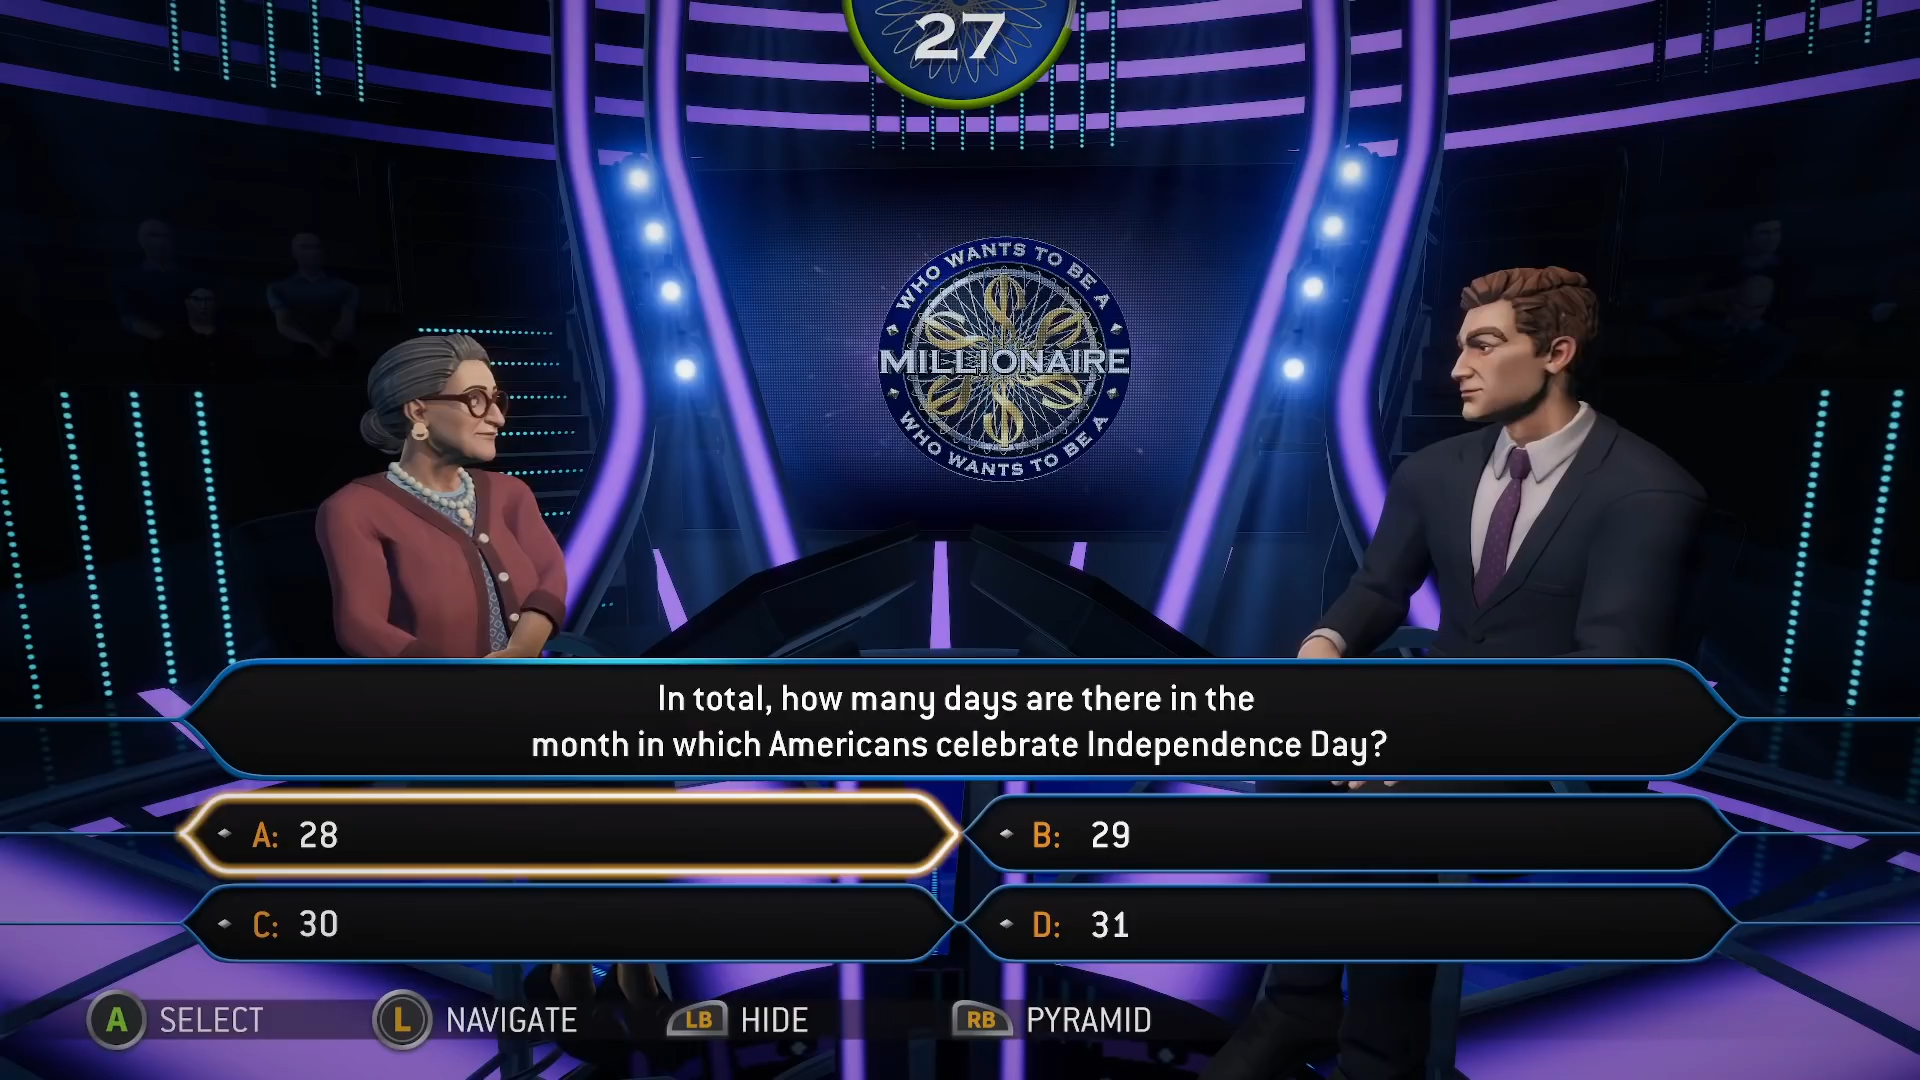 27
WHO WANTS TO BE A
MILLIONAIRE
WHO WANTS TO BE A
In total, how many days are there in the
month in which Americans celebrate Independence Day?
A: 28
B: 29
C: 30
D: 31
A SELECT
L NAVIGATE
LB HIDE
RB PYRAMID